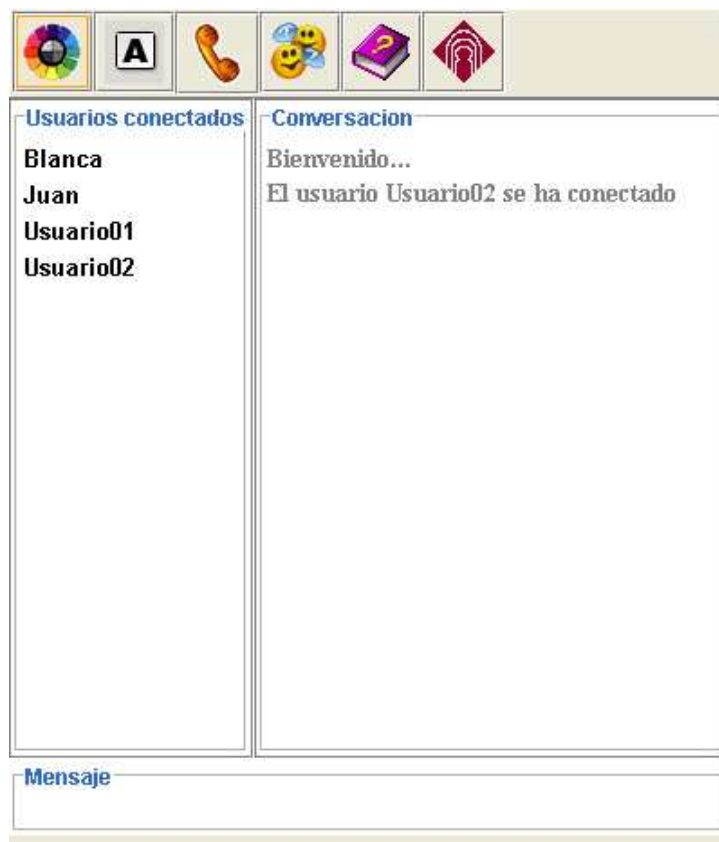 A
?
Usuarios conectados
Blanca
Juan
Usuario01
Usuario02
Conversacion
Bienvenido...
El usuario Usuario02 se ha conectado
Mensaje